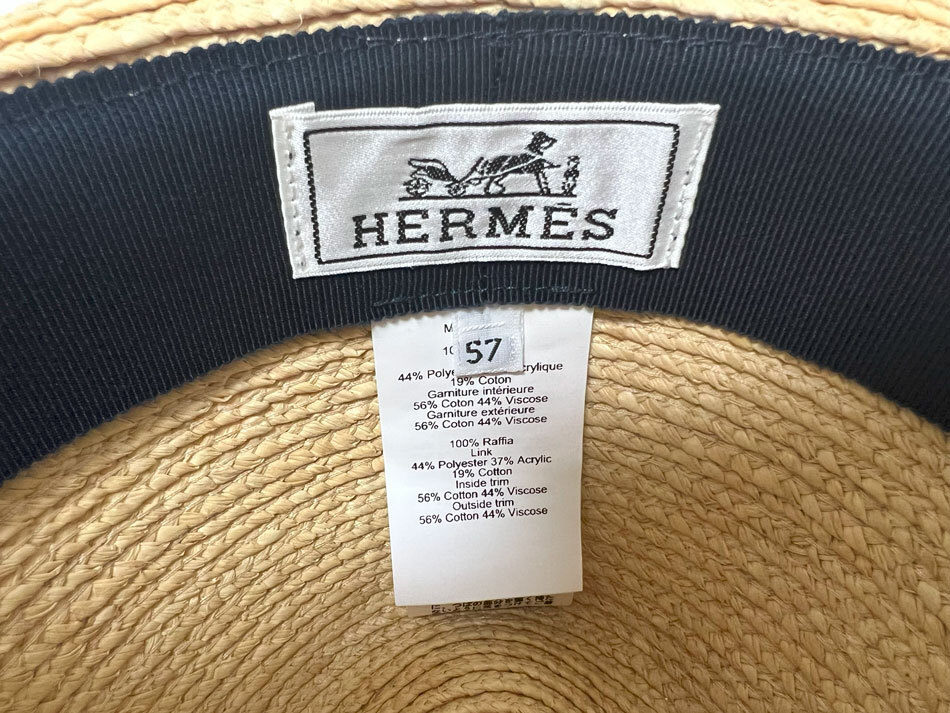 HERMÈS
57
44% 
19% Coton
Garniture intérieure
56% Coton 44% Viscose
Garniture extérieure
56% Coton 44% Viscose
100% Raffia
Link
44% Polyester 37% Acrylic
19% Cotton
Inside trim
56% Cotton 44% Viscose
Outside trim
56% Cotton 44% Viscose